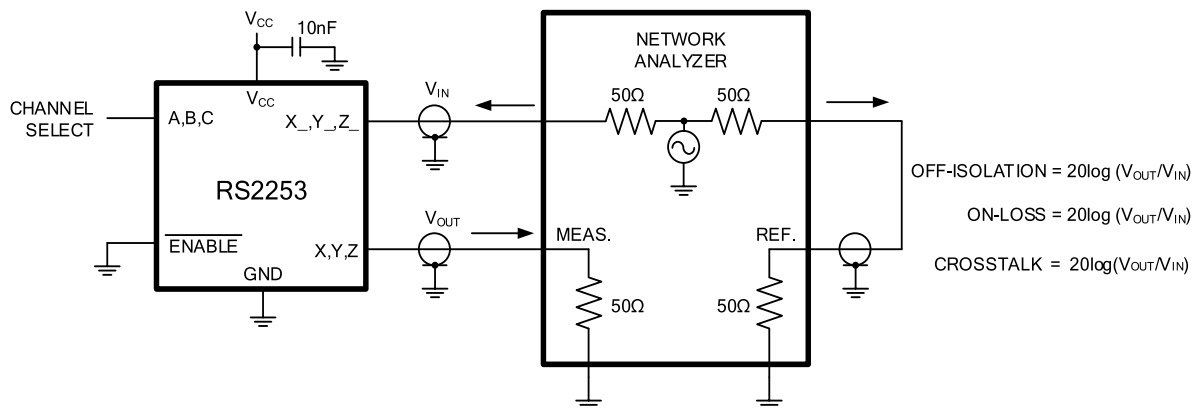 V_CC
10nF
NETWORK
ANALYZER
V_CC
V_IN
50Ω
50Ω
CHANNEL
SELECT
A,B,C
X_,Y_,Z_
RS2253
OFF-ISOLATION = 20log (V_OUT/V_IN)
ON-LOSS = 20log (V_OUT/V_IN)
CROSSTALK = 20log(V_OUT/V_IN)
V_OUT
MEAS.
REF.
ENABLE
X,Y,Z
GND
50Ω
50Ω